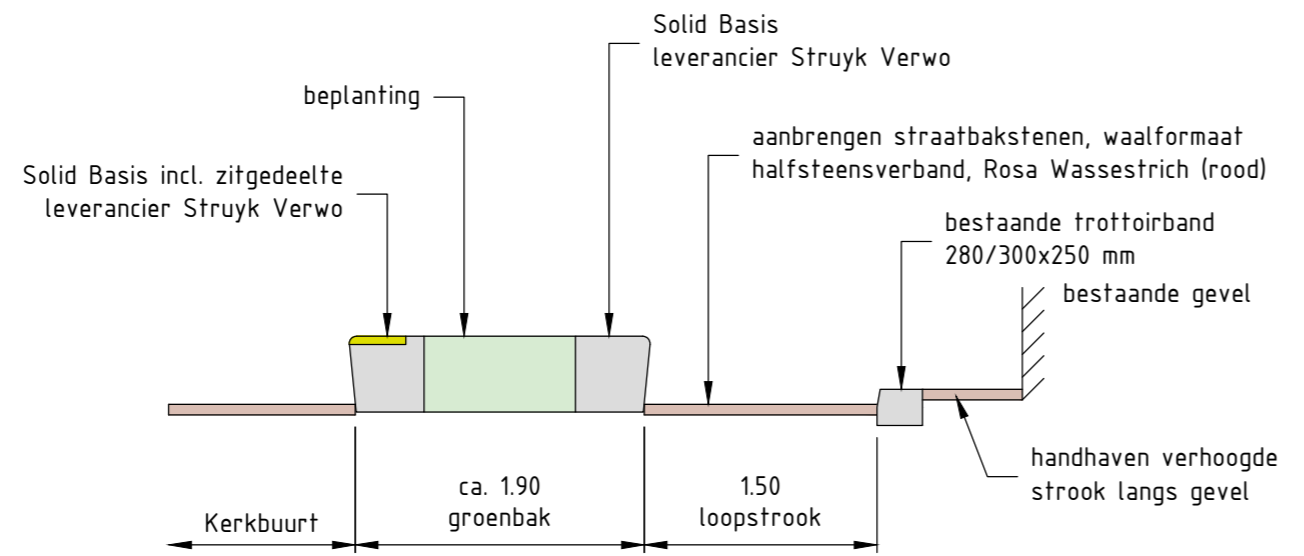 Solid Basis
leverancier Struyk Verwo
beplanting
aanbrengen straatbakstenen, waalformaat
halfsteensverband, Rosa Wassestrich (rood)
Solid Basis incl. zitgedeelte
leverancier Struyk Verwo
bestaande trottoirband
280/300x250 mm
bestaande gevel
handhaven verhoogde
strook langs gevel
Kerkbuurt
ca. 1.90
groenbak
1.50
loopstrook